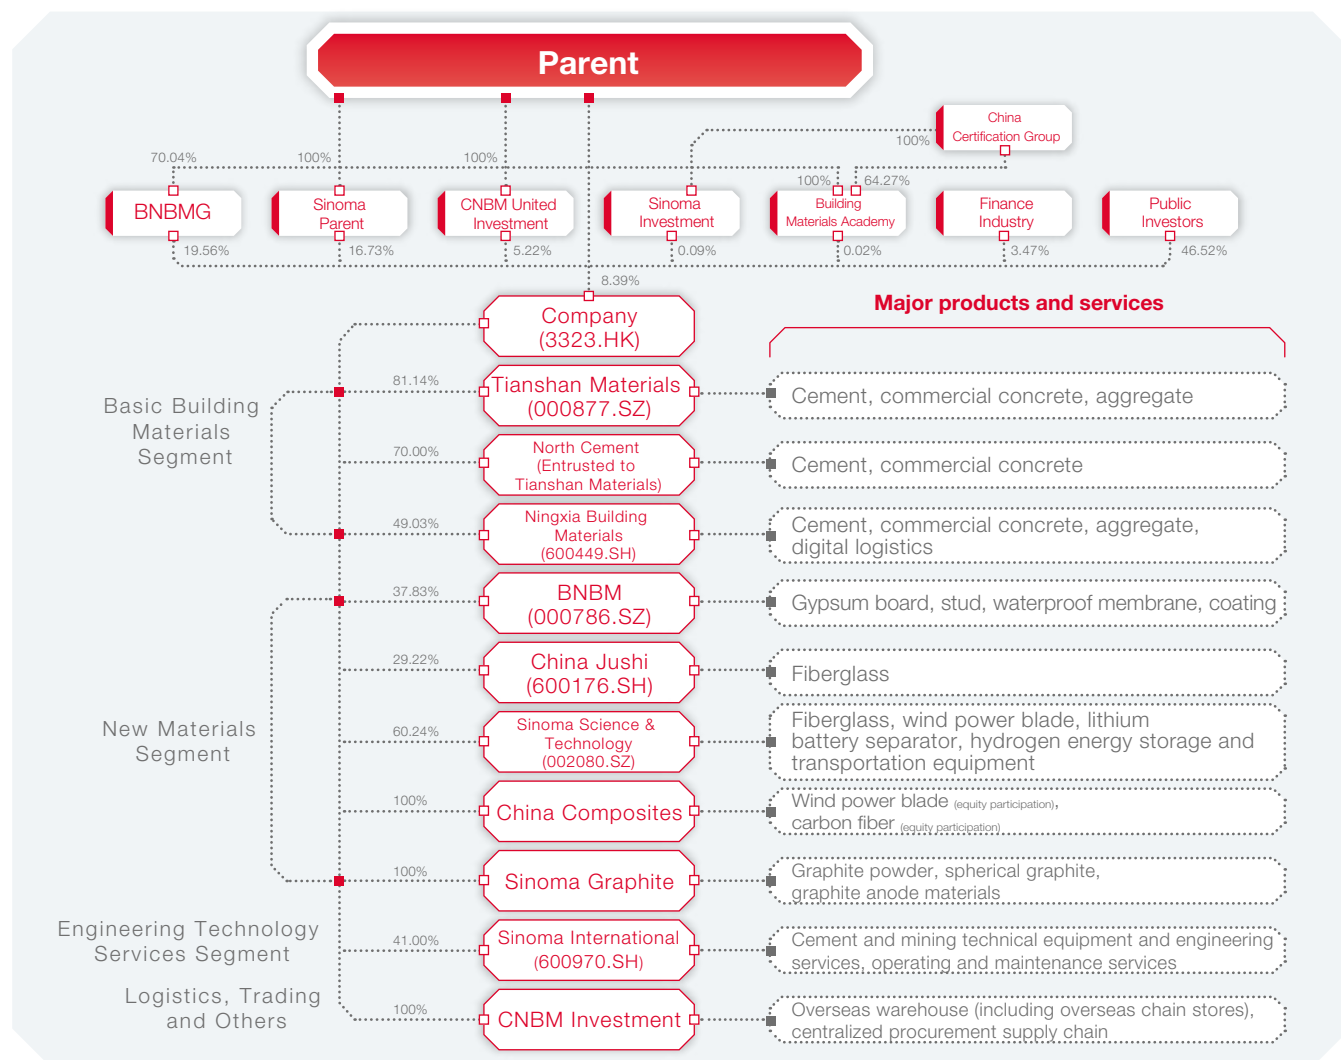 Parent
China
Certification Group
100%
70.04%
100%
100%
100%
64.27%
BNBMG
Sinoma
Parent
CNBM United
Investment
Sinoma
Investment
Building
Materials Academy
Finance
Industry
Public
Investors
19.56%
16.73%
5.22%
0.09%
0.02%
3.47%
46.52%
8.39%
Major products and services
Company
(3323.HK)
Basic Building
Materials
Segment
81.14%
Tianshan Materials
(000877.SZ)
Cement, commercial concrete, aggregate
70.00%
North Cement
(Entrusted to
Tianshan Materials)
Cement, commercial concrete
49.03%
Ningxia Building
Materials
(600449.SH)
Cement, commercial concrete, aggregate,
digital logistics
New Materials
Segment
37.83%
BNBM
(000786.SZ)
Gypsum board, stud, waterproof membrane, coating
29.22%
China Jushi
(600176.SH)
Fiberglass
60.24%
Sinoma Science &
Technology
(002080.SZ)
Fiberglass, wind power blade, lithium
battery separator, hydrogen energy storage and
transportation equipment
100%
China Composites
Wind power blade (equity participation),
carbon fiber (equity participation)
100%
Sinoma Graphite
Graphite powder, spherical graphite,
graphite anode materials
Engineering Technology
Services Segment
41.00%
Sinoma International
(600970.SH)
Cement and mining technical equipment and engineering
services, operating and maintenance services
Logistics, Trading
and Others
100%
CNBM Investment
Overseas warehouse (including overseas chain stores),
centralized procurement supply chain